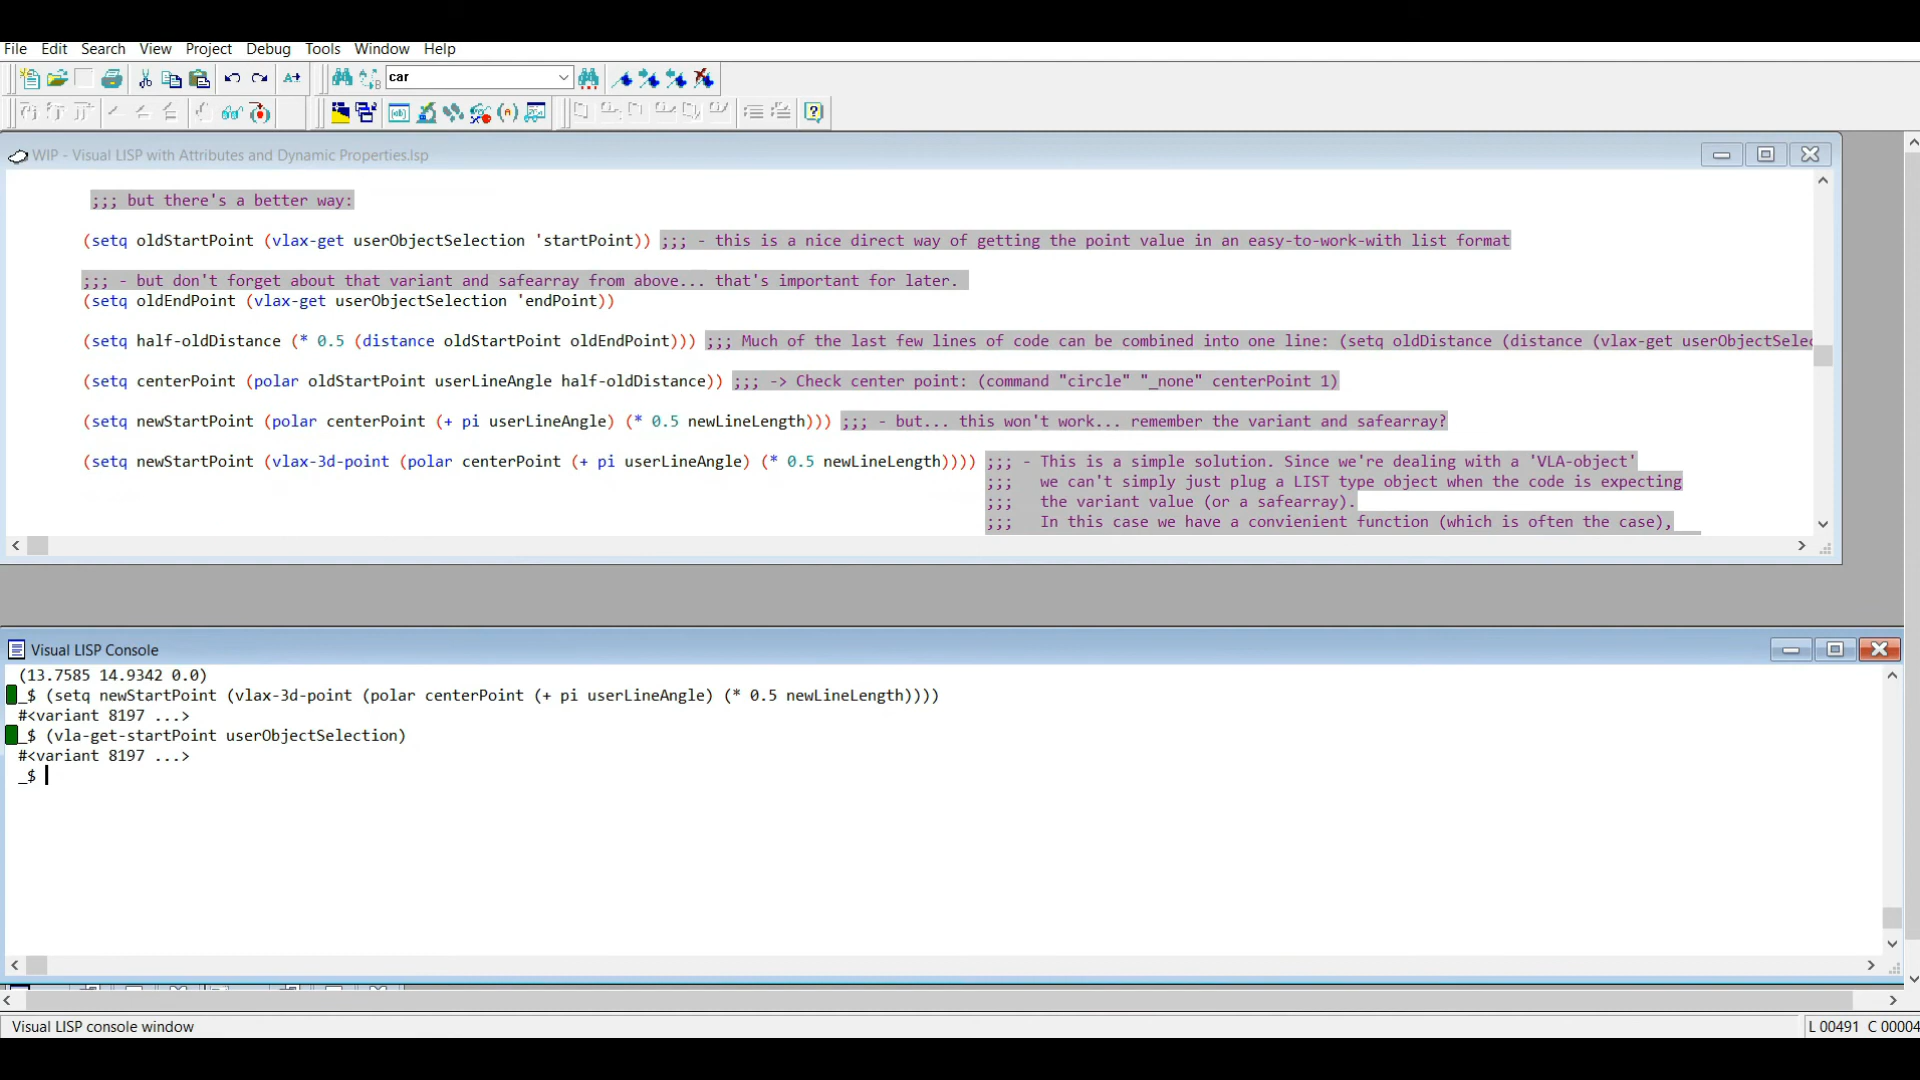 File Edit Search View Project Debug Tools Window Help
car
WIP - Visual LISP with Attributes and Dynamic Properties.lsp
;;; but there's a better way:
(setq oldStartPoint (vlax-get userObjectSelection 'startPoint)) ;;; - this is a nice direct way of getting the point value in an easy-to-work-with list format
;;; - but don't forget about that variant and safearray from above... that's important for later.
(setq oldEndPoint (vlax-get userObjectSelection 'endPoint))
(setq half-oldDistance (* 0.5 (distance oldStartPoint oldEndPoint))) ;;; Much of the last few lines of code can be combined into one line: (setq oldDistance (distance (vlax-get userObjectSelec
(setq centerPoint (polar oldStartPoint userLineAngle half-oldDistance)) ;;; -> Check center point: (command "circle" "_none" centerPoint 1)
(setq newStartPoint (polar centerPoint (+ pi userLineAngle) (* 0.5 newLineLength))) ;;; - but... this won't work... remember the variant and safearray?
(setq newStartPoint (vlax-3d-point (polar centerPoint (+ pi userLineAngle) (* 0.5 newLineLength)))) ;;; - This is a simple solution. Since we're dealing with a 'VLA-object'
;;; we can't simply just plug a LIST type object when the code is expecting
;;; the variant value (or a safearray).
;;; In this case we have a convienient function (which is often the case),
Visual LISP Console
(13.7585 14.9342 0.0)
_$ (setq newStartPoint (vlax-3d-point (polar centerPoint (+ pi userLineAngle) (* 0.5 newLineLength))))
#<variant 8197 ...>
_$ (vla-get-startPoint userObjectSelection)
#<variant 8197 ...>
_$
Visual LISP console window
L 00491 C 00004